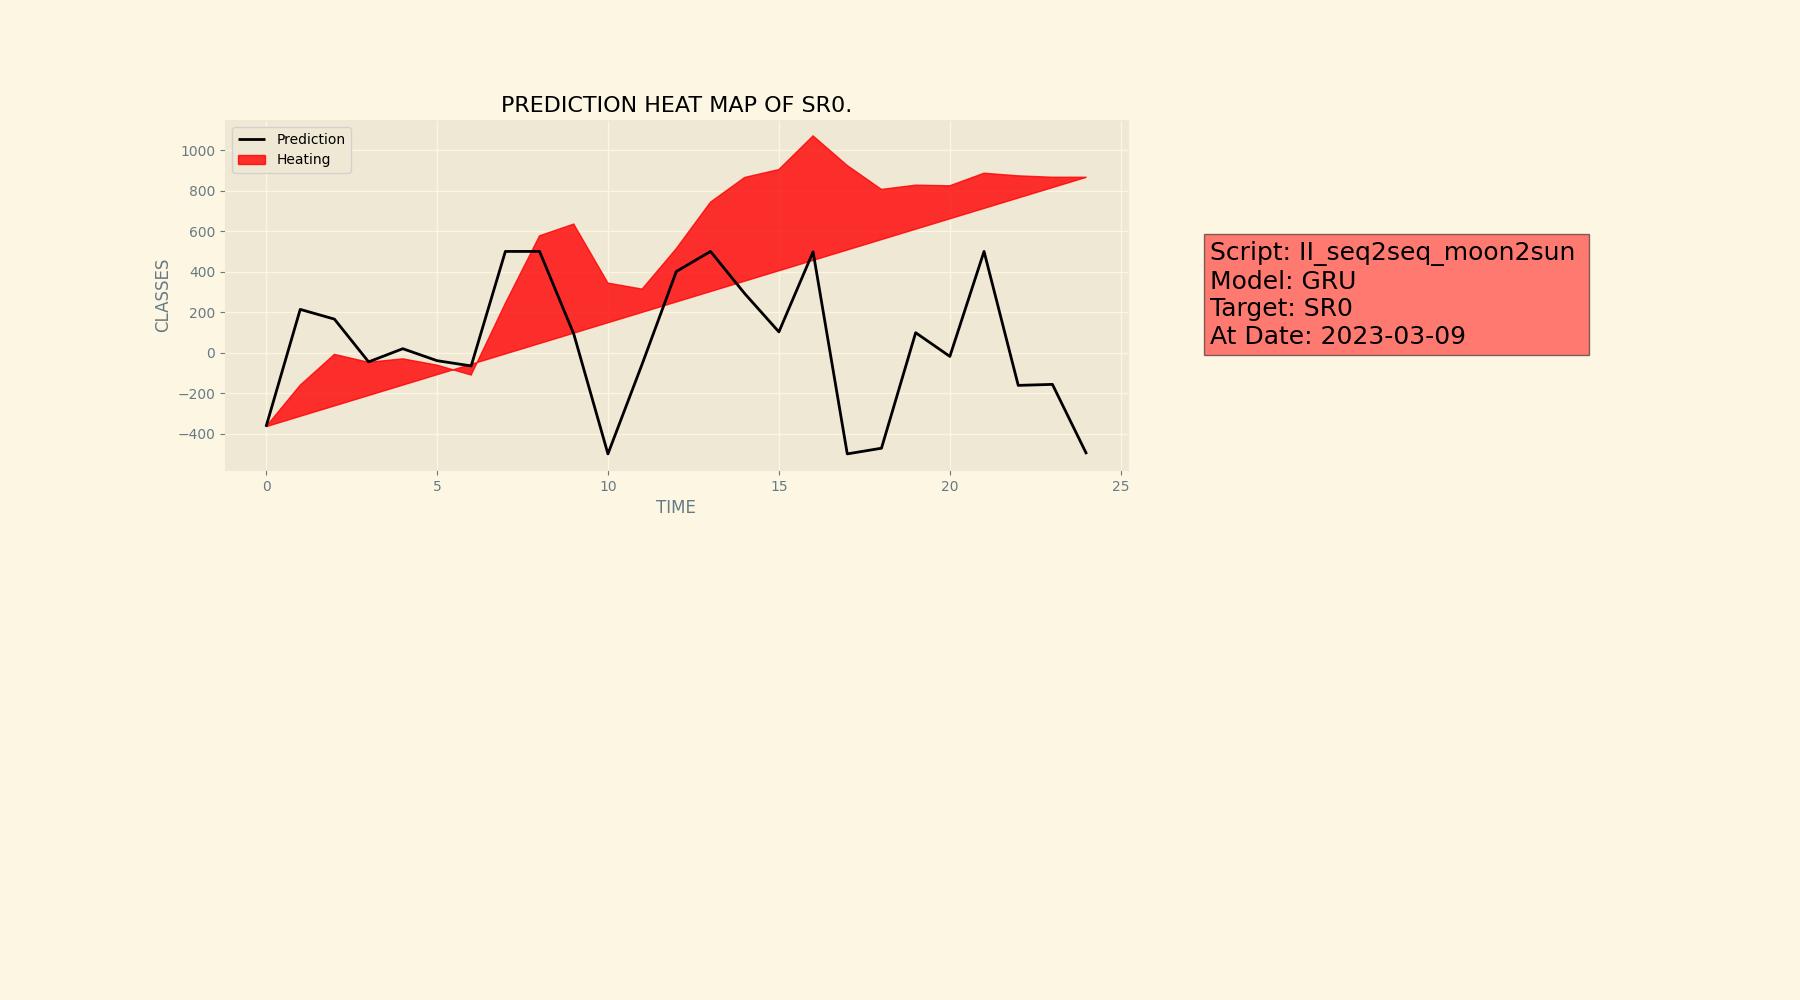 PREDICTION HEAT MAP OF SR0.
Prediction
Heating
1000
800
600
400
200
0
−200
−400
CLASSES
0 5 10 15 20 25
TIME
Script: II_seq2seq_moon2sun
Model: GRU
Target: SR0
At Date: 2023-03-09